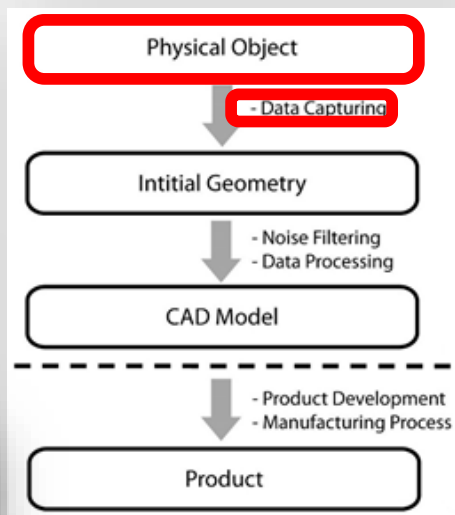 Physical Object
- Data Capturing
Intitial Geometry
- Noise Filtering
- Data Processing
CAD Model
- Product Development
- Manufacturing Process
Product